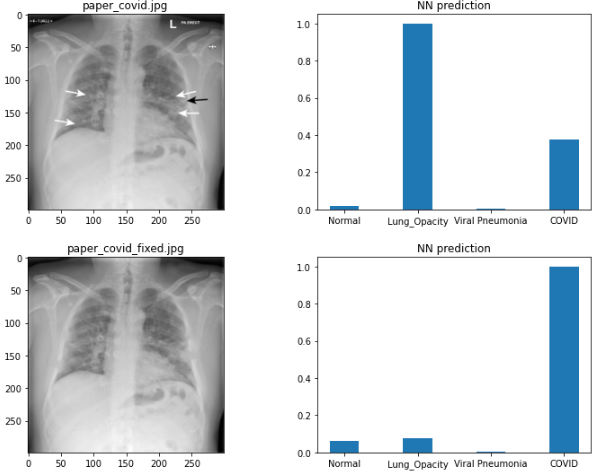 paper_covid.jpg
NN prediction
L
0
50
100
150
200
250
0 50 100 150 200 250
1.0
0.8
0.6
0.4
0.2
0.0
Normal Lung_Opacity Viral Pneumonia COVID
paper_covid_fixed.jpg
NN prediction
0
50
100
150
200
250
0 50 100 150 200 250
1.0
0.8
0.6
0.4
0.2
0.0
Normal Lung_Opacity Viral Pneumonia COVID